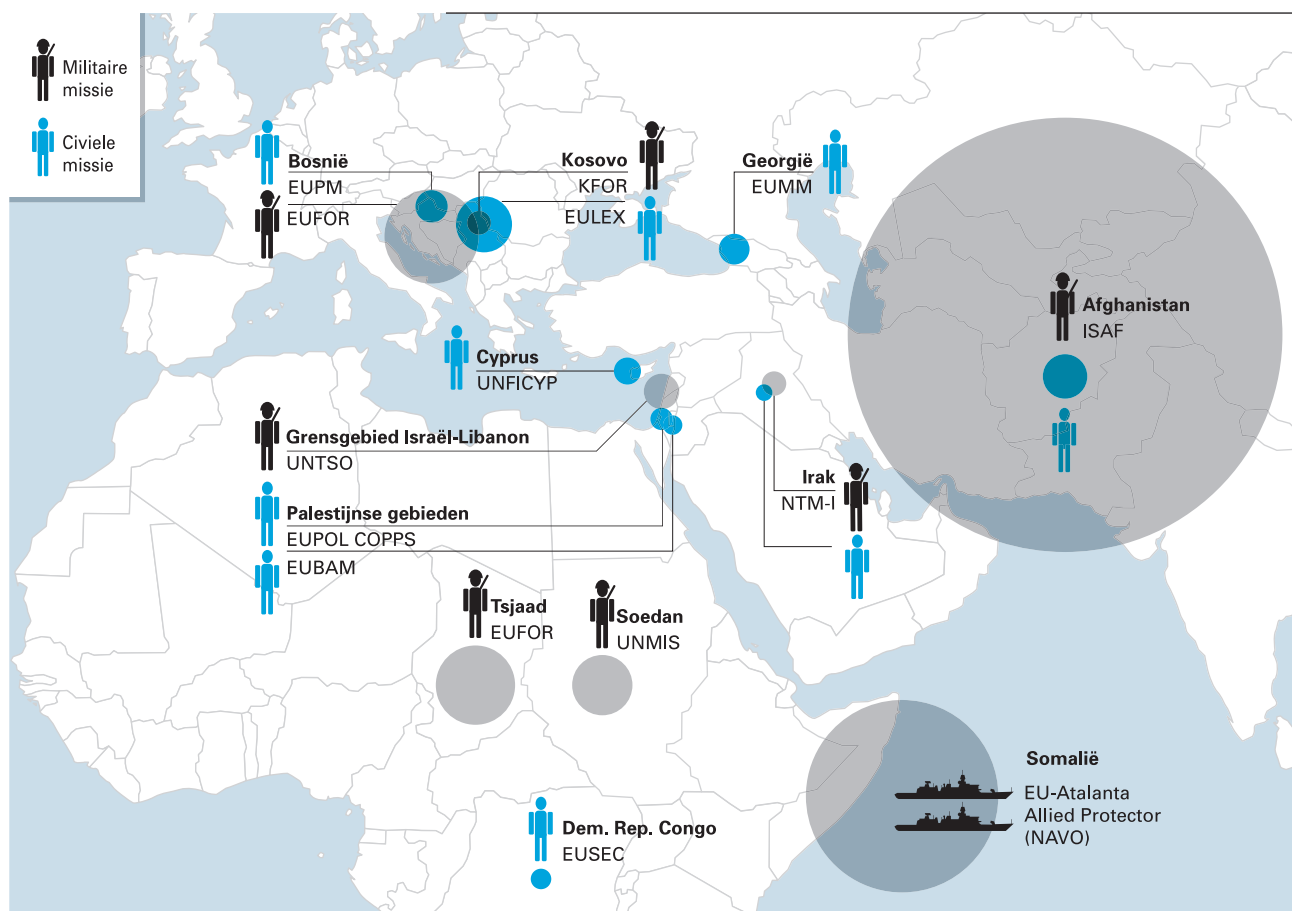 Militaire
missie
Civiele
missie
Bosnië
EUPM
EUFOR
Kosovo
KFOR
EULEX
Georgië
EUMM
Afghanistan
ISAF
Cyprus
UNFICYP
Grensgebied Israël-Libanon
UNTSO
Irak
NTM-I
Palestijnse gebieden
EUPOL COPPS
EUBAM
Tsjaad
EUFOR
Soedan
UNMIS
Somalië
EU-Atalanta
Allied Protector
(NAVO)
Dem. Rep. Congo
EUSEC